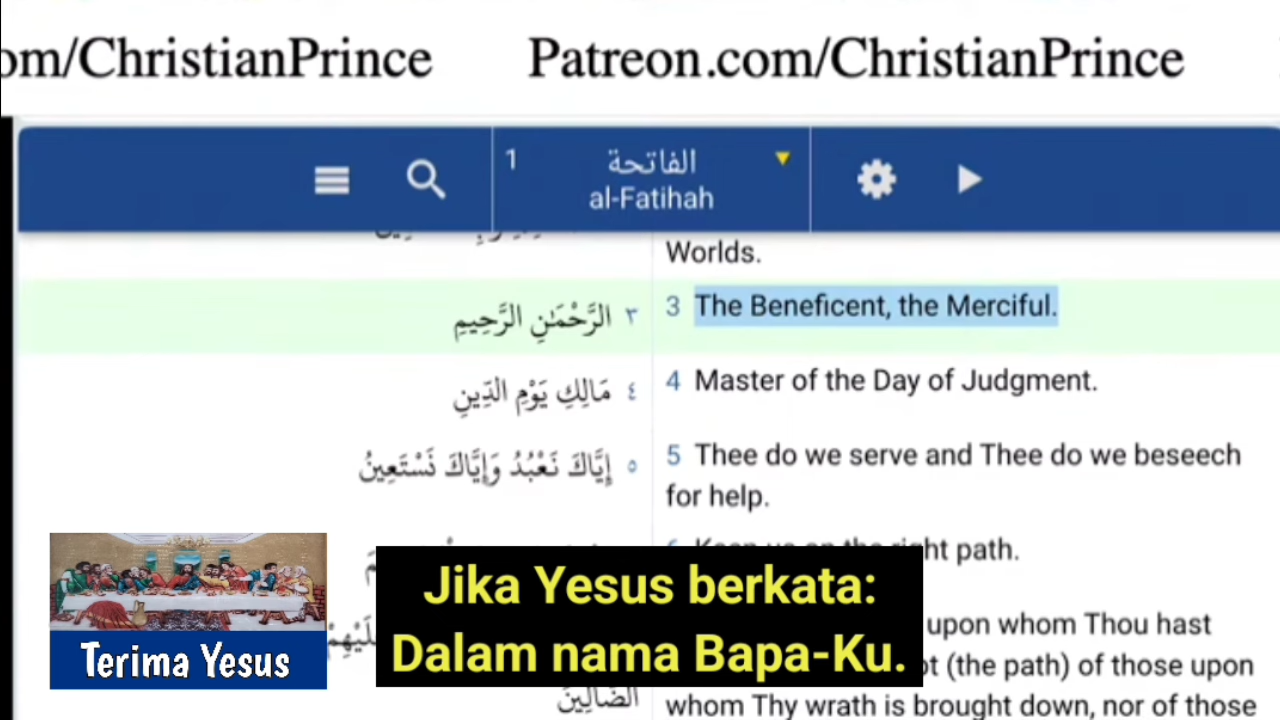 om/ChristianPrince Patreon.com/ChristianPrince
1 الفاتحة
al-Fatihah
Worlds.
٣ الرَّحْمَٰنِ الرَّحِيمِ
3 The Beneficent, the Merciful.
٤ مَالِكِ يَوْمِ الدِّينِ
4 Master of the Day of Judgment.
٥ إِيَّاكَ نَعْبُدُ وَإِيَّاكَ نَسْتَعِينُ
5 Thee do we serve and Thee do we beseech
for help.
right path.
upon whom Thou hast
(the path) of those upon
الضَّالِّينَ
whom Thy wrath is brought down, nor of those
Terima Yesus
Jika Yesus berkata:
Dalam nama Bapa-Ku.